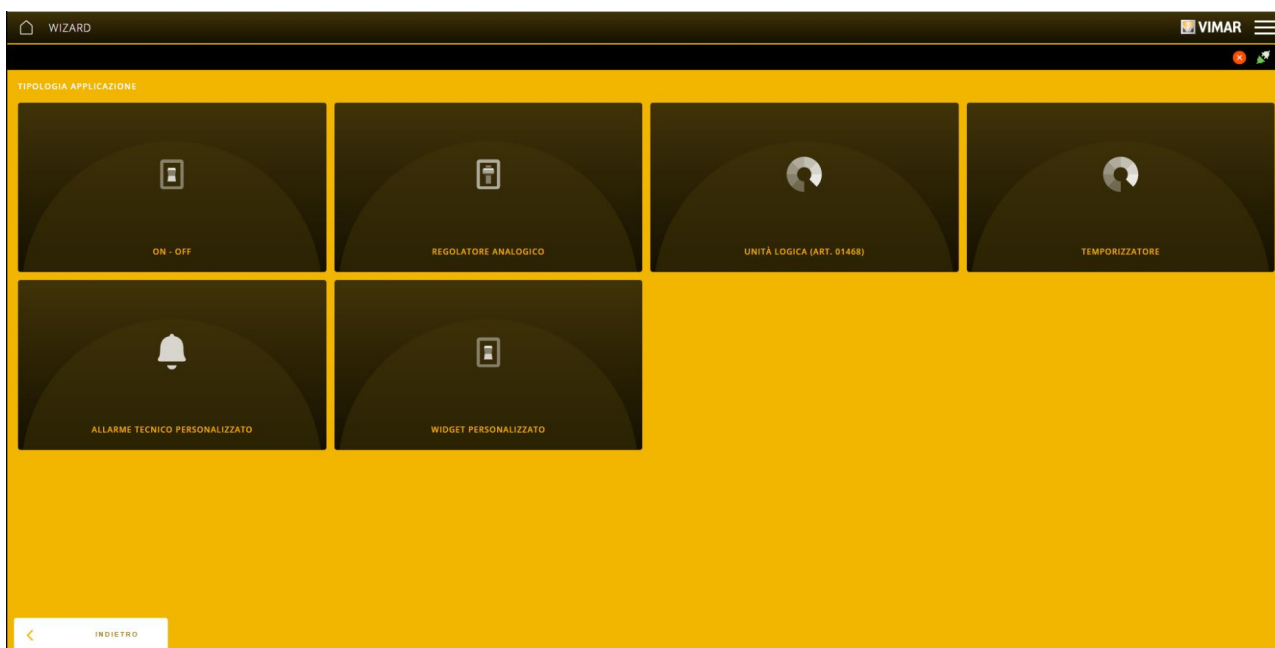 WIZARD
VIMAR
TIPOLOGIA APPLICAZIONE
ON - OFF
REGOLATORE ANALOGICO
UNITÀ LOGICA (ART. 01468)
TEMPORIZZATORE
ALLARME TECNICO PERSONALIZZATO
WIDGET PERSONALIZZATO
INDIETRO